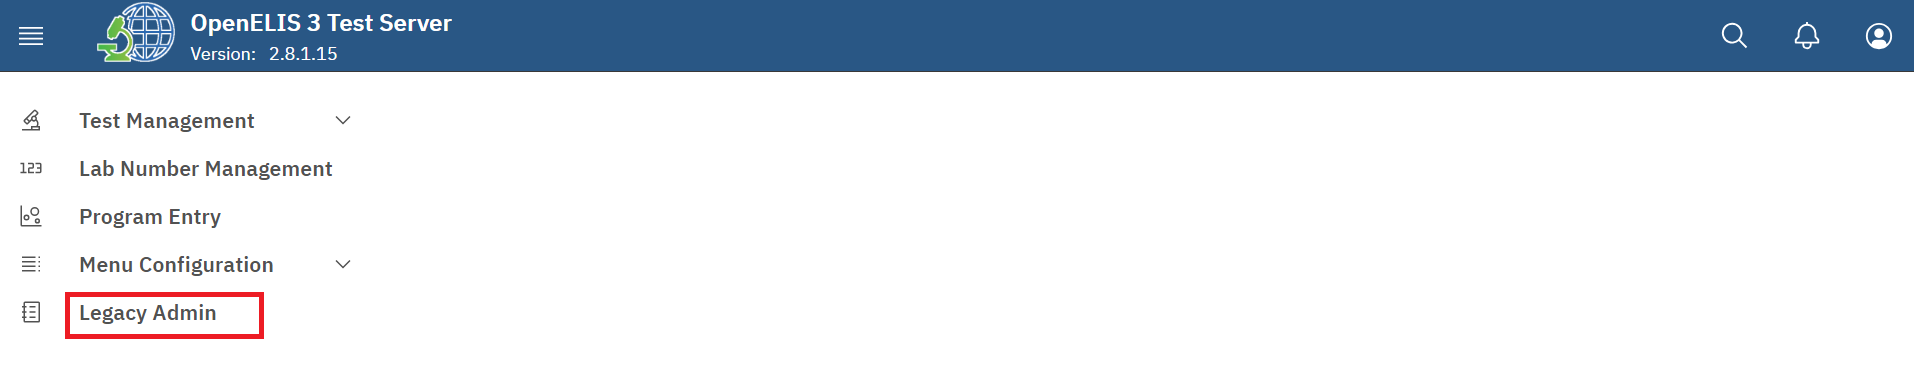 OpenELIS 3 Test Server
Version: 2.8.1.15
Test Management
123 Lab Number Management
Program Entry
Menu Configuration
Legacy Admin